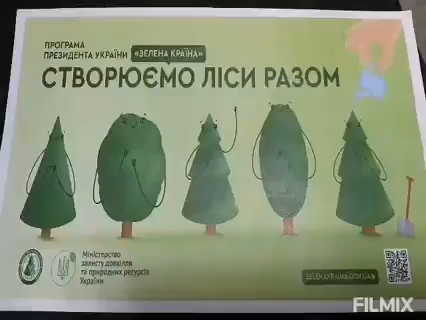 ПРОГРАМА
ПРЕЗИДЕНТА УКРАЇНИ «ЗЕЛЕНА КРАЇНА»
СТВОРЮЄМО ЛІСИ РАЗОМ
Міністерство
захисту довкілля
та природних ресурсів
України
FILMIX